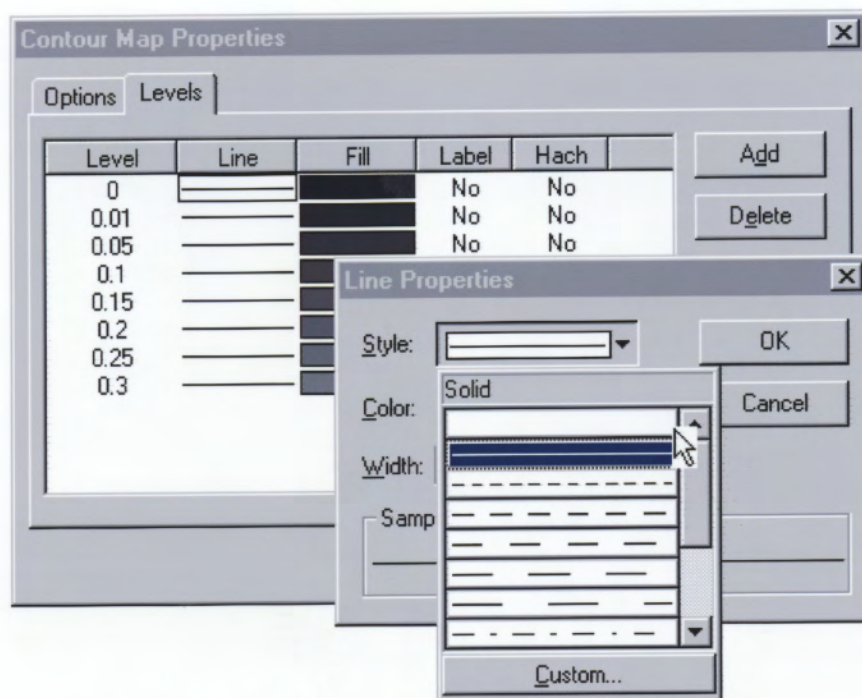 Contour Map Properties
Options Levels
Level Line Fill Label Hach
0 No No
0.01 No No
0.05 No No
0.1
0.15
0.2
0.25
0.3
Add
Delete
Line Properties
Style:
OK
Solid
Color:
Cancel
Width:
Samp
Custom...